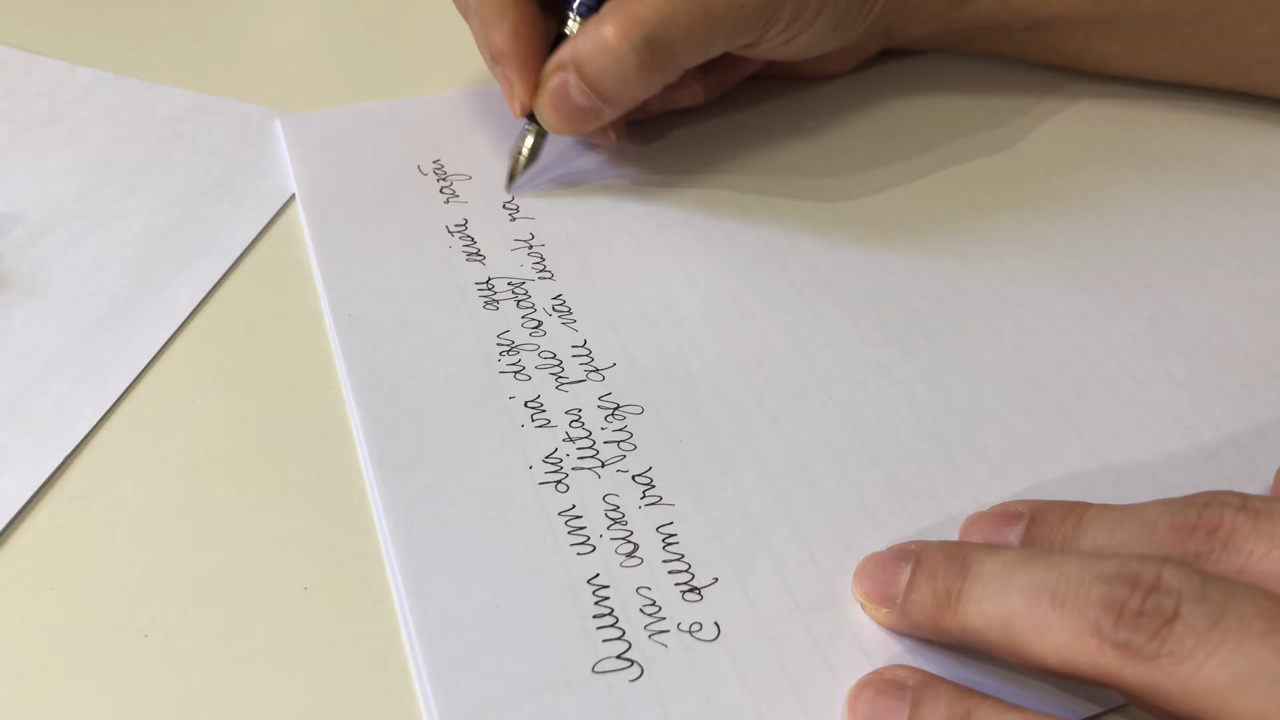 Quem um dia irá dizer que existe razão
nas coisas feitas pelo coração
E quem irá dizer que não existe ra